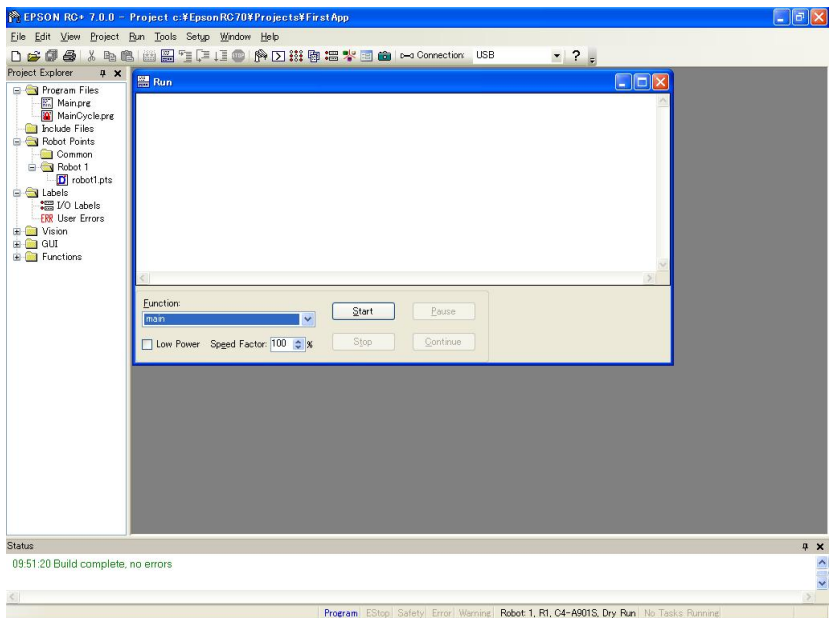 EPSON RC+ 7.0.0 - Project c:¥EpsonRC70¥Projects¥FirstApp
File Edit View Project Run Tools Setup Window Help
Connection: USB
?
Project Explorer
Program Files
Main.prg
MainCycle.prg
Include Files
Robot Points
Common
Robot 1
robot1.pts
Labels
I/O Labels
ERR User Errors
Vision
GUI
Functions
Run
Function:
main
Start
Pause
Low Power Speed Factor: 100 %
Stop
Continue
Status
09:51:20 Build complete, no errors
Program EStop Safety Error Warning Robot: 1, R1, C4-A901S, Dry Run No Tasks Running